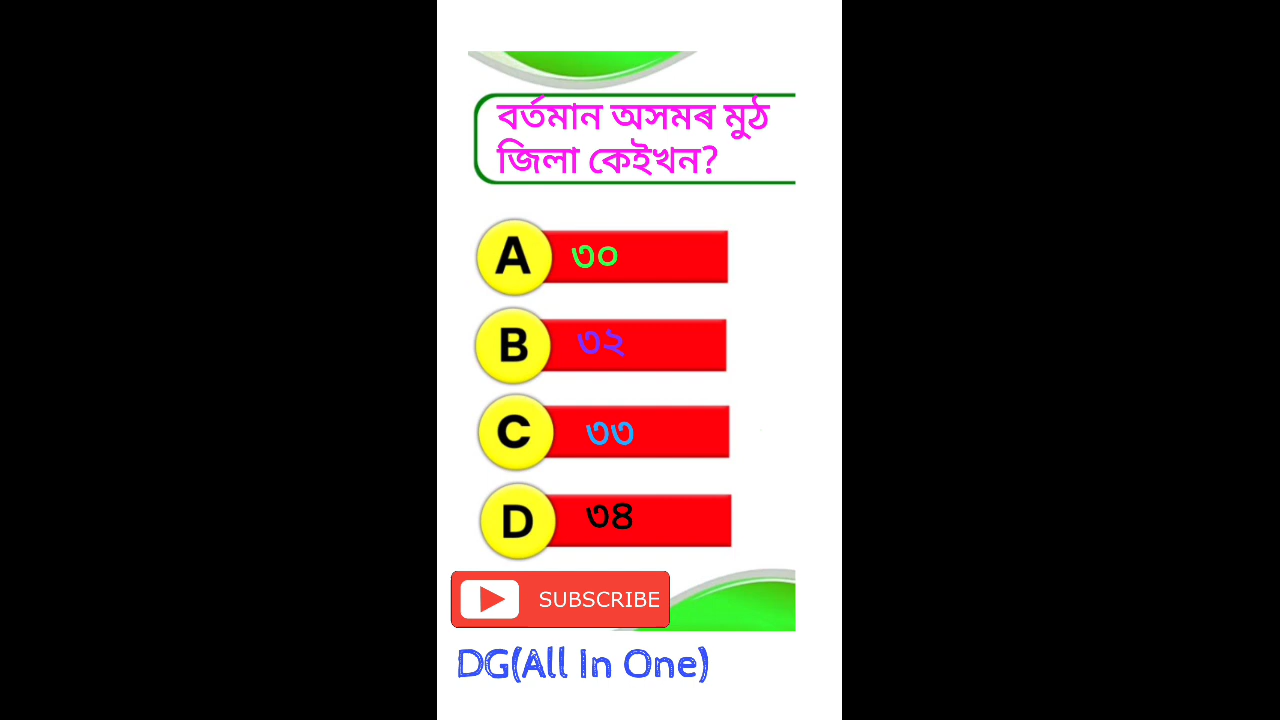 বৰ্তমান অসমৰ মুঠ
জিলা কেইখন?
A ৩০
B ৩২
C ৩৩
D ৩৪
SUBSCRIBE
DG(All In One)